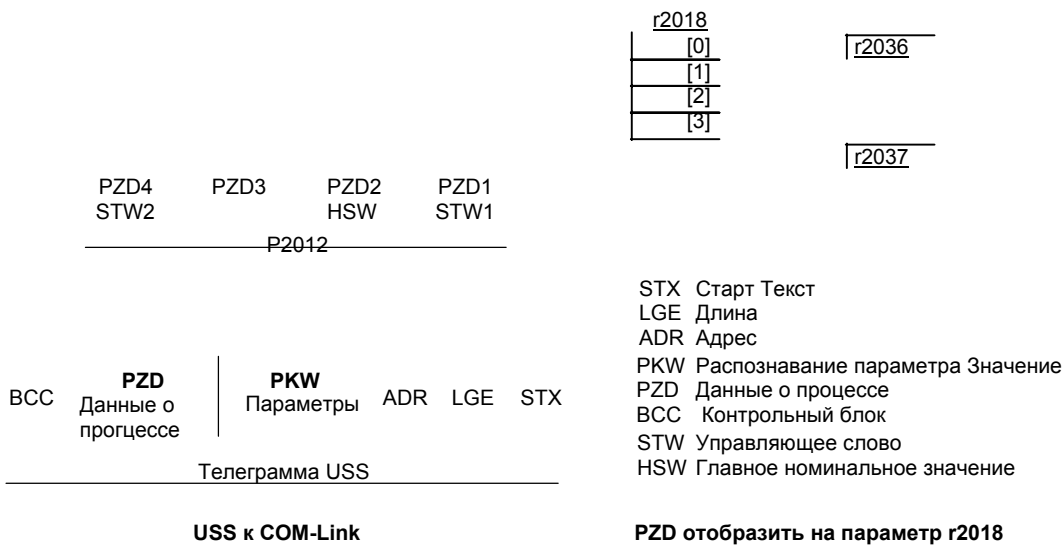 r2018
[0]
[1]
[2]
[3]
r2036
r2037
PZD4 PZD3 PZD2 PZD1
STW2 HSW STW1
P2012
BCC PZD PKW ADR LGE STX
Данные о Параметры
прогцессе
Телеграмма USS
USS к COM-Link
STX Старт Текст
LGE Длина
ADR Адрес
PKW Распознавание параметра Значение
PZD Данные о процессе
BCC Контрольный блок
STW Управляющее слово
HSW Главное номинальное значение
PZD отобразить на параметр r2018